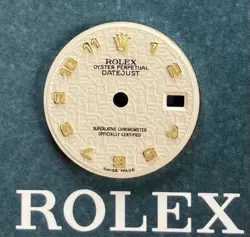 ROLEX
OYSTER PERPETUAL
DATEJUST
SUPERLATIVE CHRONOMETER
OFFICIALLY CERTIFIED
SWISS MADE
ROLEX